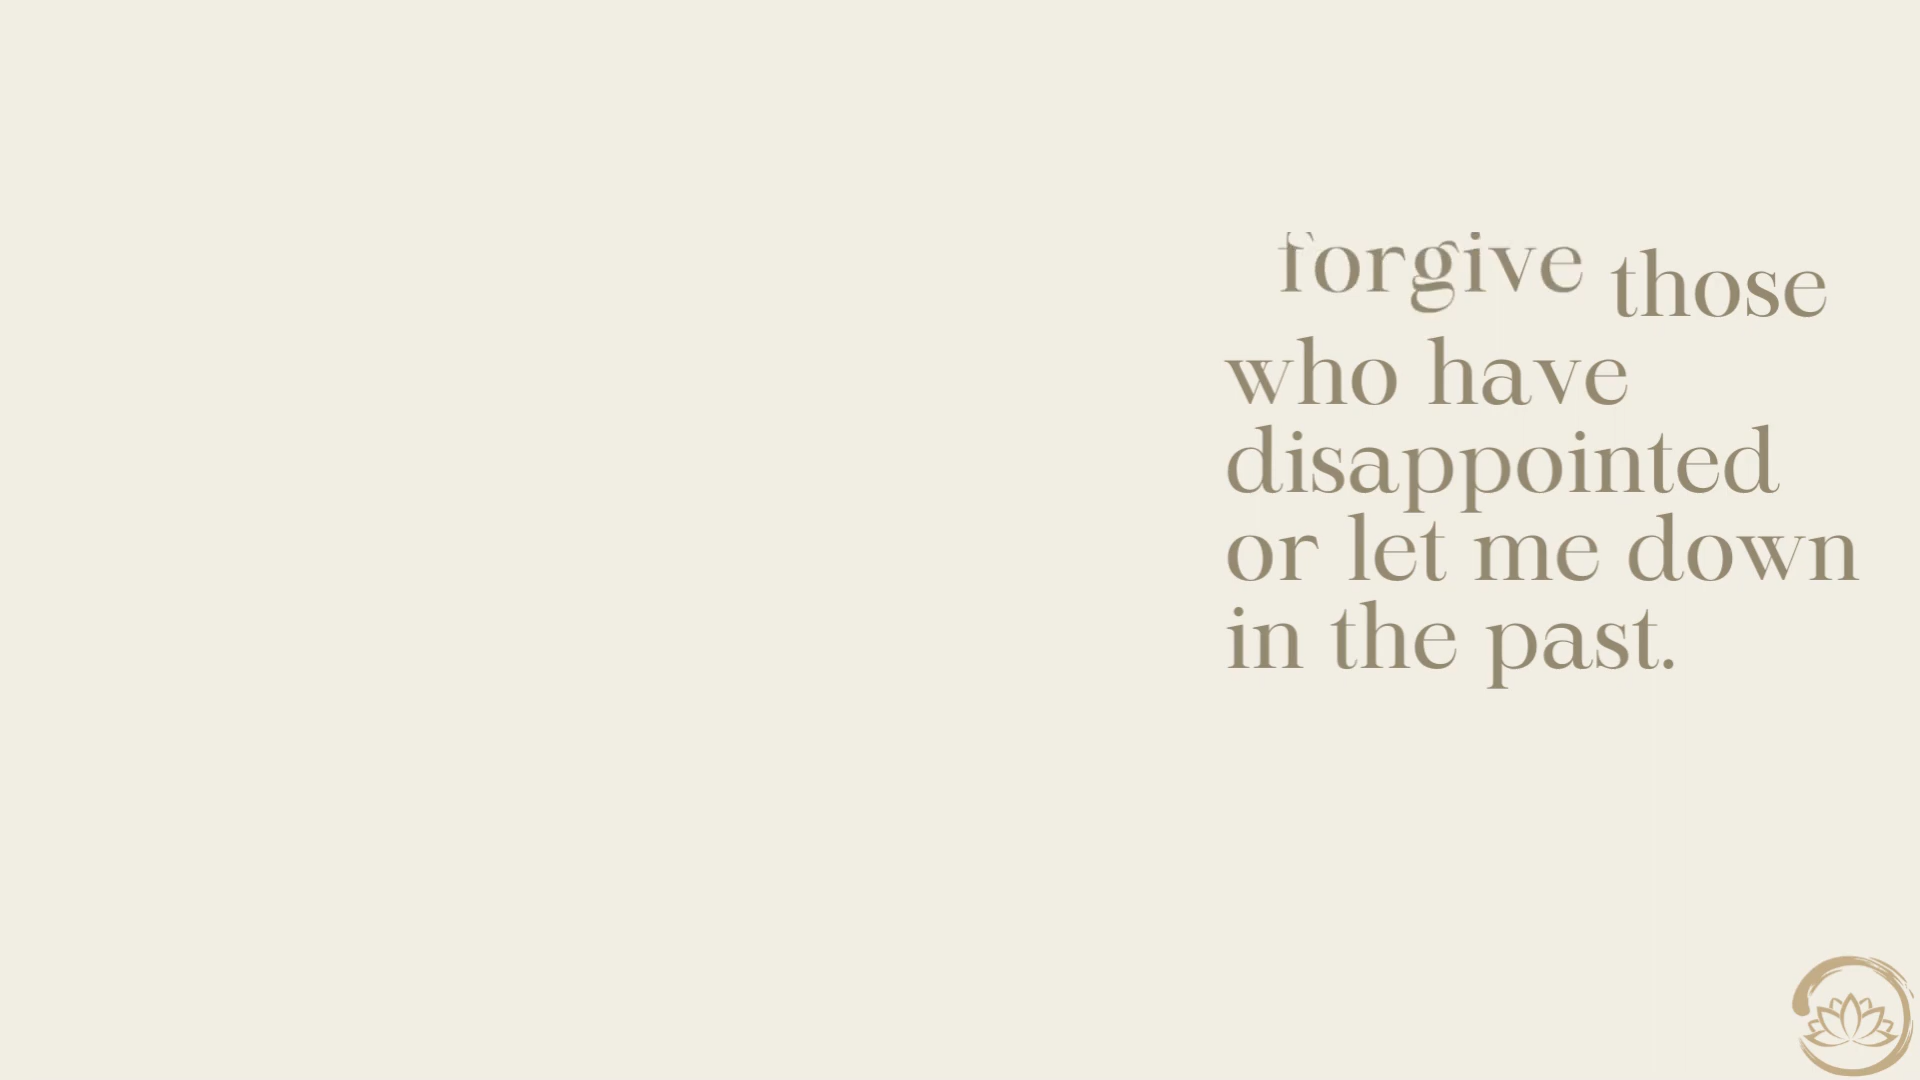 forgive those
who have
disappointed
or let me down
in the past.